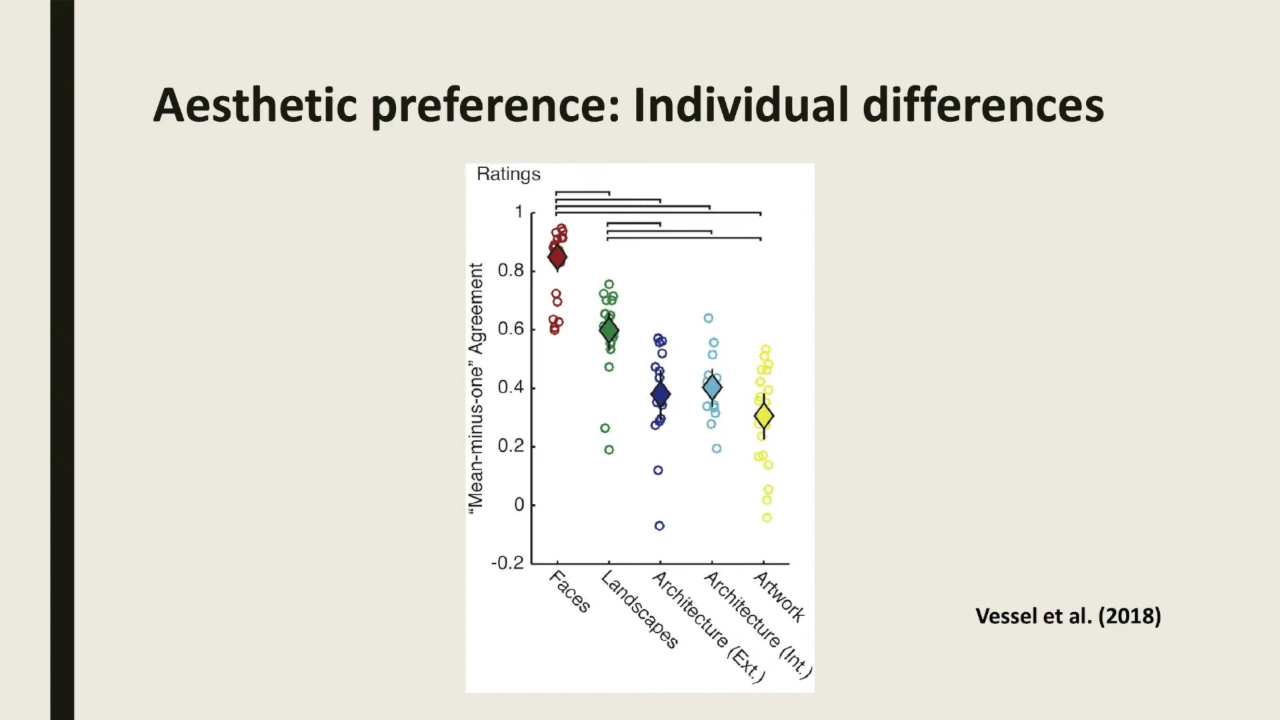 Aesthetic preference: Individual differences
Ratings
1
0.8
0.6
0.4
0.2
0
-0.2
“Mean-minus-one” Agreement
Faces
Landscapes
Architecture (Ext.)
Architecture (Int.)
Artwork
Vessel et al. (2018)